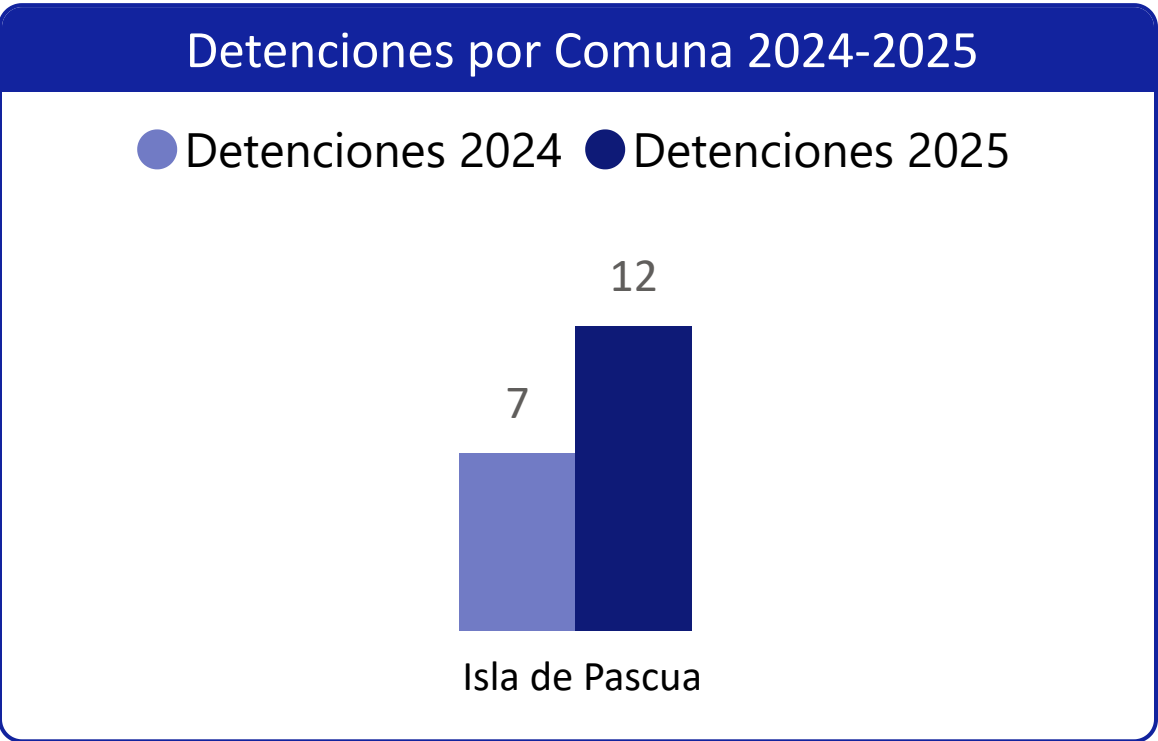 Detenciones por Comuna 2024-2025
Detenciones 2024 Detenciones 2025
12
7
Isla de Pascua